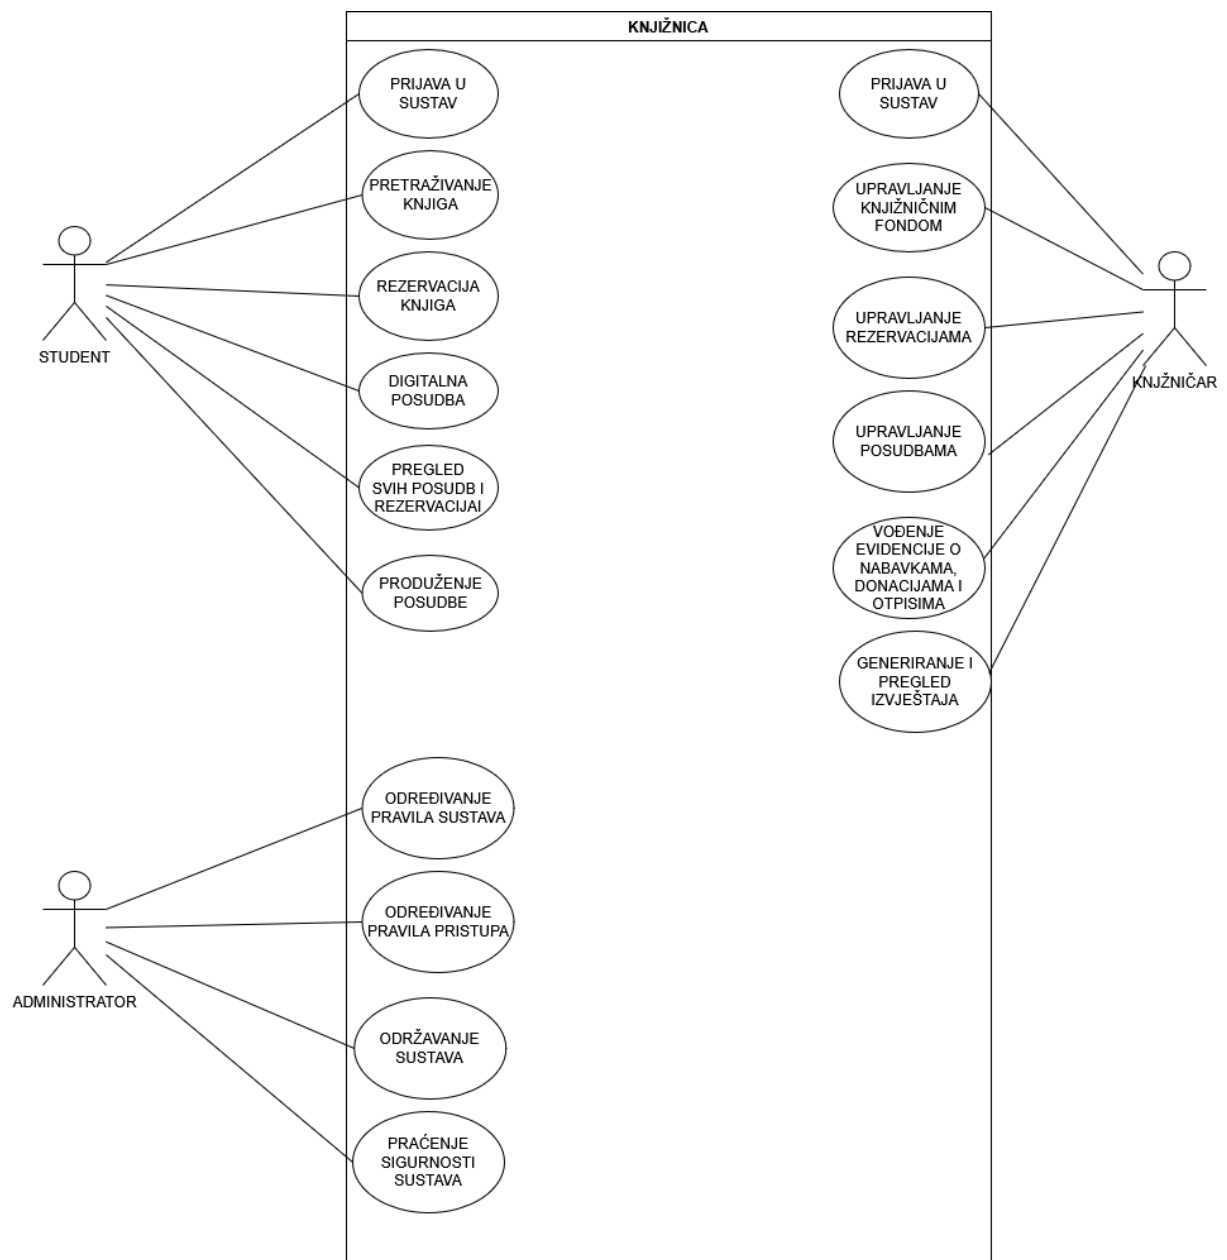 KNJIŽNICA
PRIJAVA U
SUSTAV
PRETRAŽIVANJE
KNJIGA
REZERVACIJA
KNJIGA
DIGITALNA
POSUDBA
PREGLED
SVIH POSUDB I
REZERVACIJAI
PRODUŽENJE
POSUDBE
STUDENT
PRIJAVA U
SUSTAV
UPRAVLJANJE
KNJIŽNIČNIM
FONDOM
UPRAVLJANJE
REZERVACIJAMA
UPRAVLJANJE
POSUDBAMA
VOĐENJE
EVIDENCIJE O
NABAVKAMA,
DONACIJAMA I
OTPISIMA
GENERIRANJE I
PREGLED
IZVJEŠTAJA
KNJŽNIČAR
ODREĐIVANJE
PRAVILA SUSTAVA
ODREĐIVANJE
PRAVILA PRISTUPA
ODRŽAVANJE
SUSTAVA
PRAĆENJE
SIGURNOSTI
SUSTAVA
ADMINISTRATOR